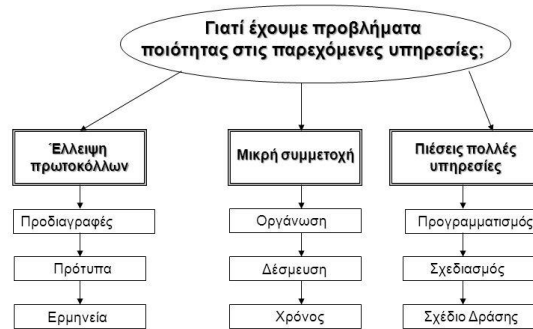 Γιατί έχουμε προβλήματα
ποιότητας στις παρεχόμενες υπηρεσίες;
Έλλειψη
πρωτοκόλλων
Μικρή συμμετοχή
Πιέσεις πολλές
υπηρεσίες
Προδιαγραφές
Οργάνωση
Προγραμματισμός
Πρότυπα
Δέσμευση
Σχεδιασμός
Ερμηνεία
Χρόνος
Σχέδιο Δράσης